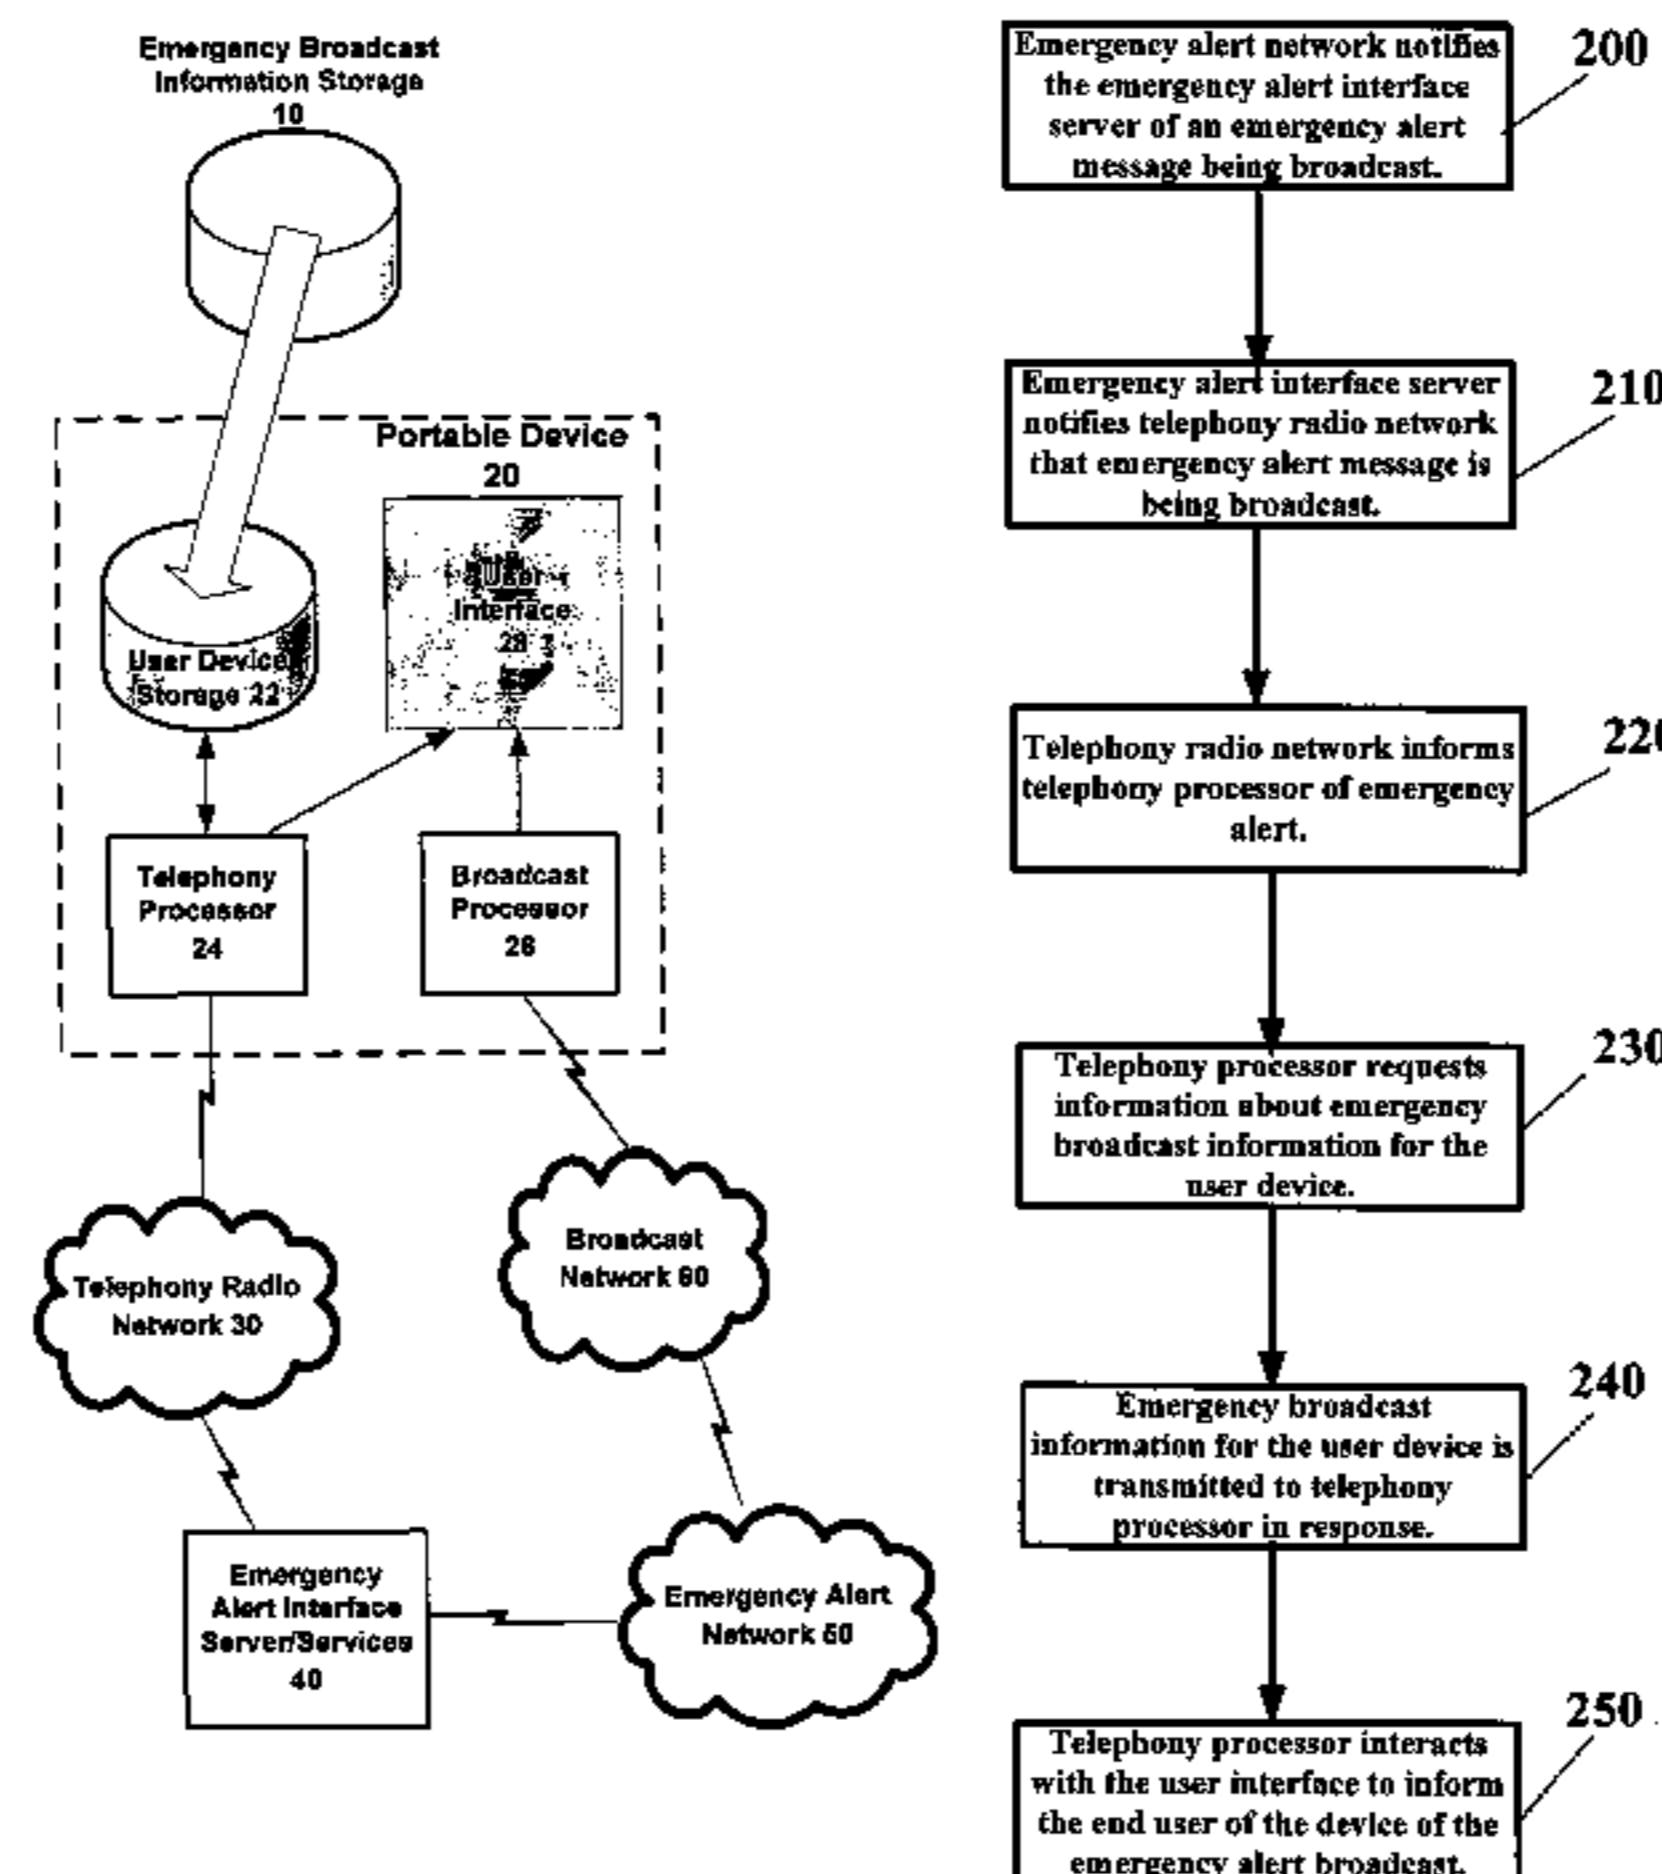 Emergency Broadcast
Information Storage
10
Portable Device
20
User
Interface
28
User Device
Storage 22
Telephony
Processor
24
Broadcast
Processor
26
Telephony Radio
Network 30
Broadcast
Network 60
Emergency
Alert Interface
Server/Services
40
Emergency Alert
Network 50
Emergency alert network notifies
the emergency alert interface
server of an emergency alert
message being broadcast.
200
Emergency alert interface server
notifies telephony radio network
that emergency alert message is
being broadcast.
210
Telephony radio network informs
telephony processor of emergency
alert.
220
Telephony processor requests
information about emergency
broadcast information for the
user device.
230
Emergency broadcast
information for the user device is
transmitted to telephony
processor in response.
240
Telephony processor interacts
with the user interface to inform
the end user of the device of the
emergency alert broadcast.
250